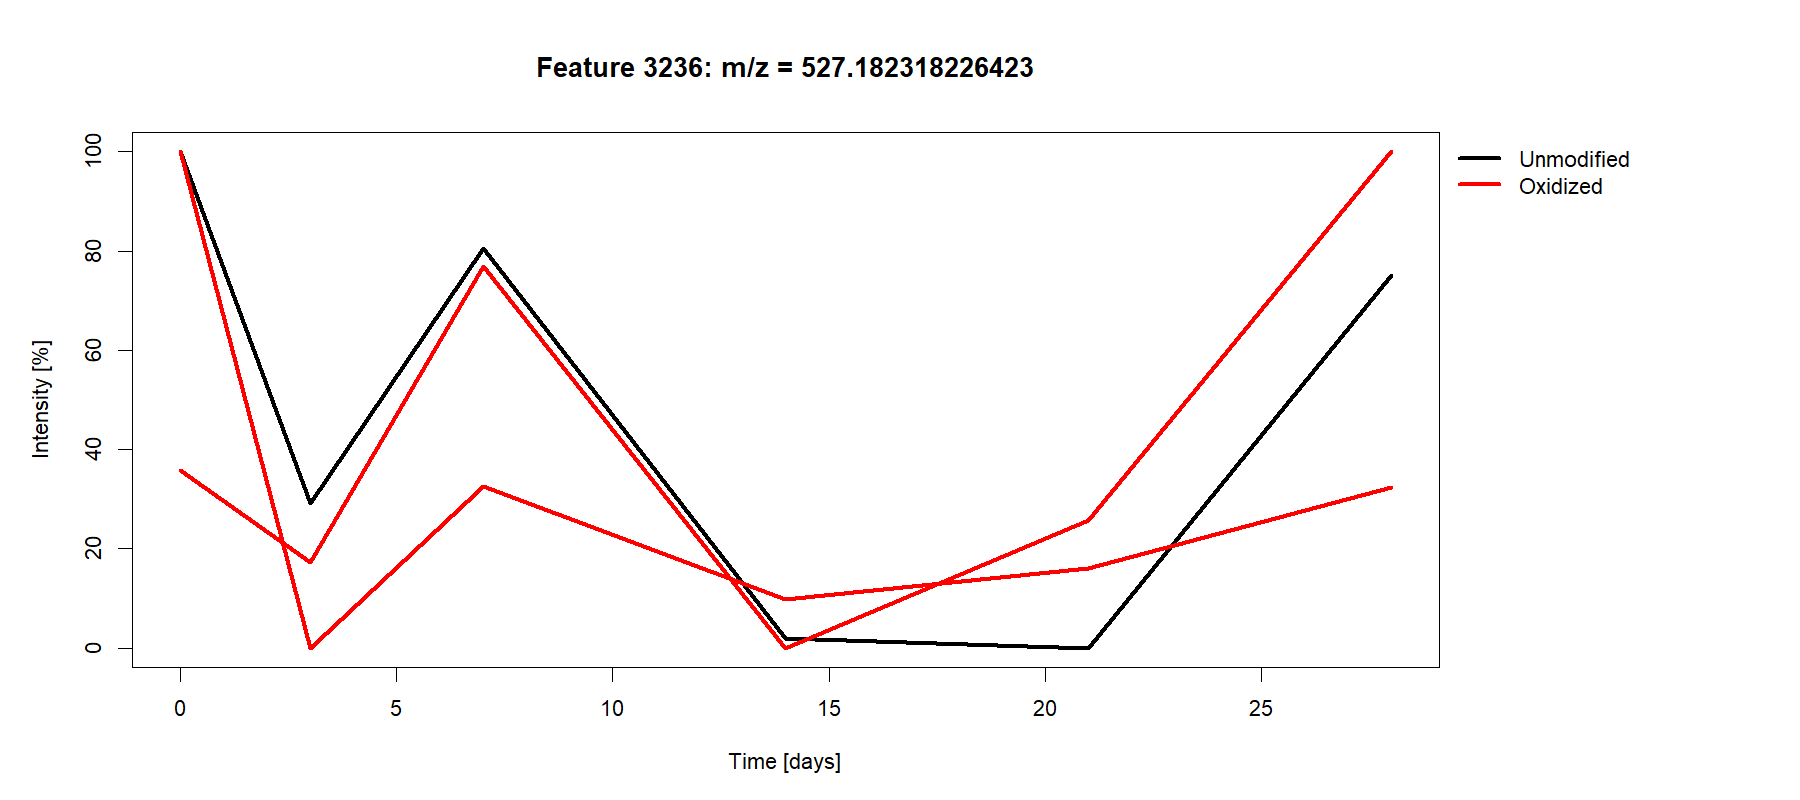 Feature 3236: m/z = 527.182318226423
Unmodified
Oxidized
Intensity [%]
100
80
60
40
20
0
0 5 10 15 20 25
Time [days]